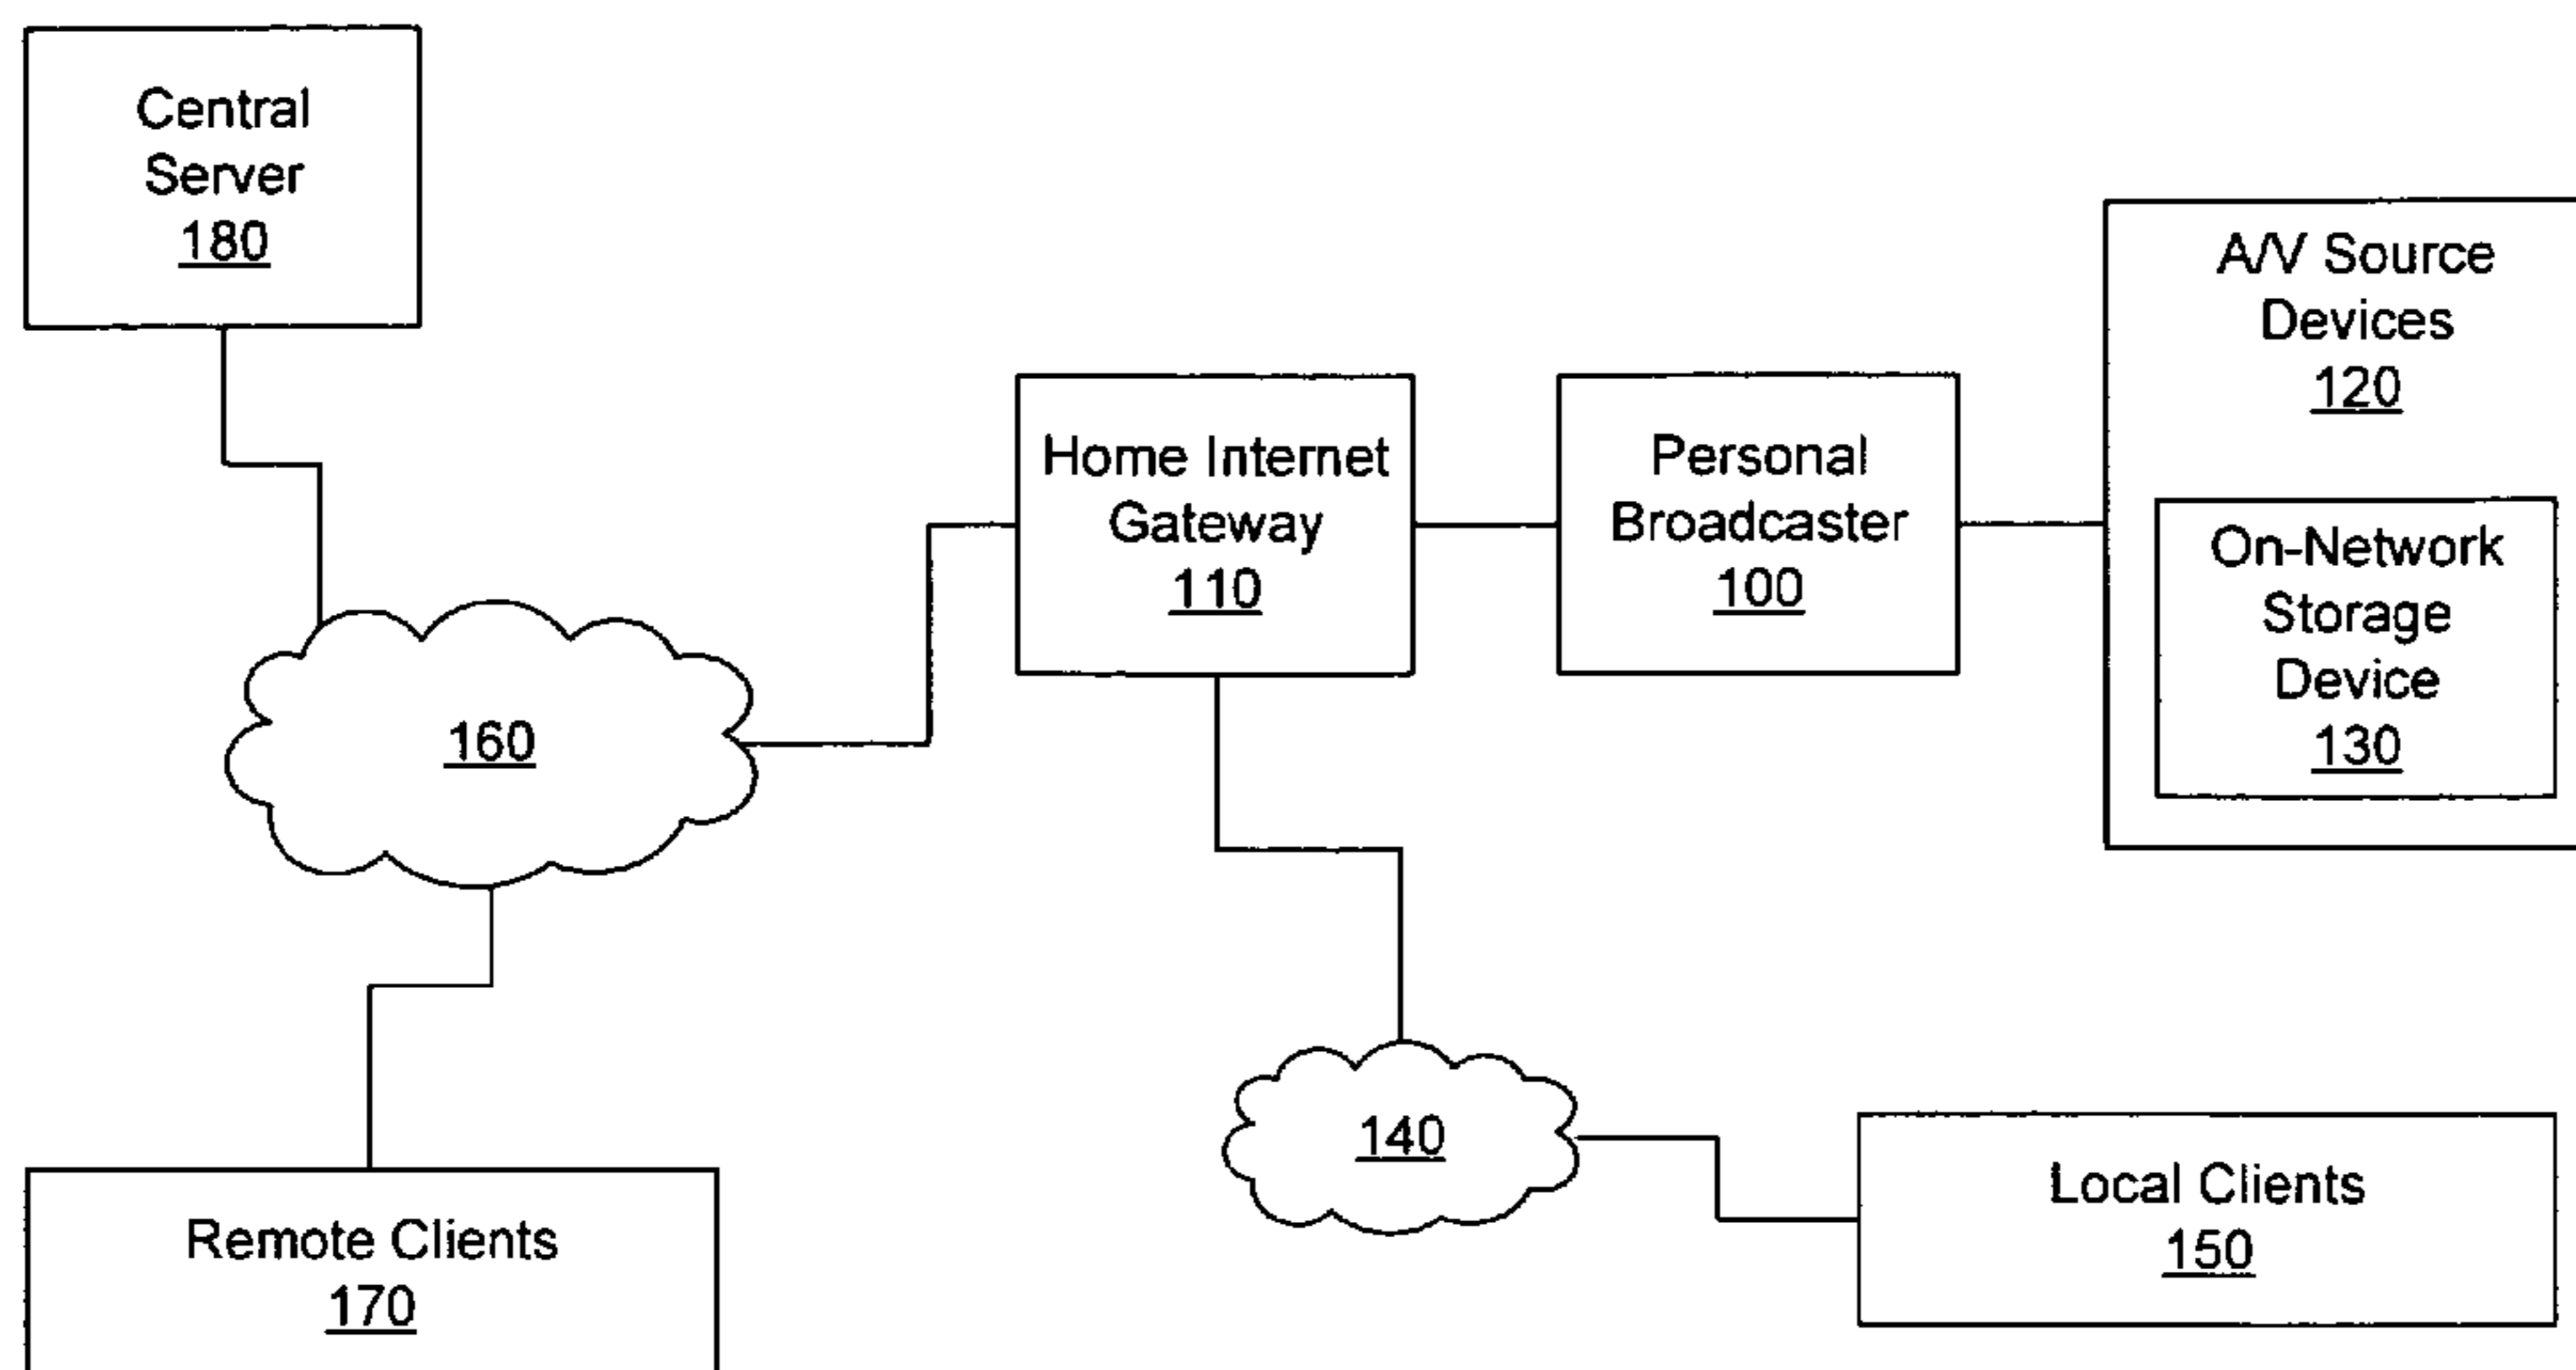 Central
Server
180
A/V Source
Devices
120
Home Internet
Gateway
110
Personal
Broadcaster
100
On-Network
Storage
Device
130
160
140
Local Clients
150
Remote Clients
170